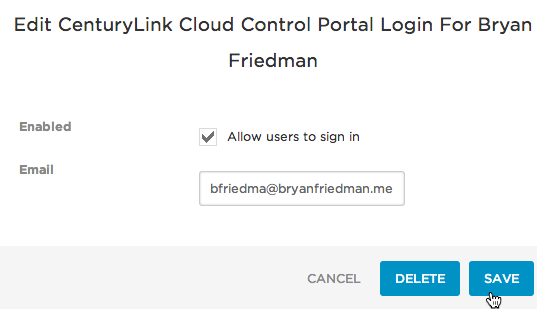 Edit CenturyLink Cloud Control Portal Login For Bryan
Friedman
Enabled
Allow users to sign in
Email
bfriedma@bryanfriedman.me
CANCEL DELETE SAVE